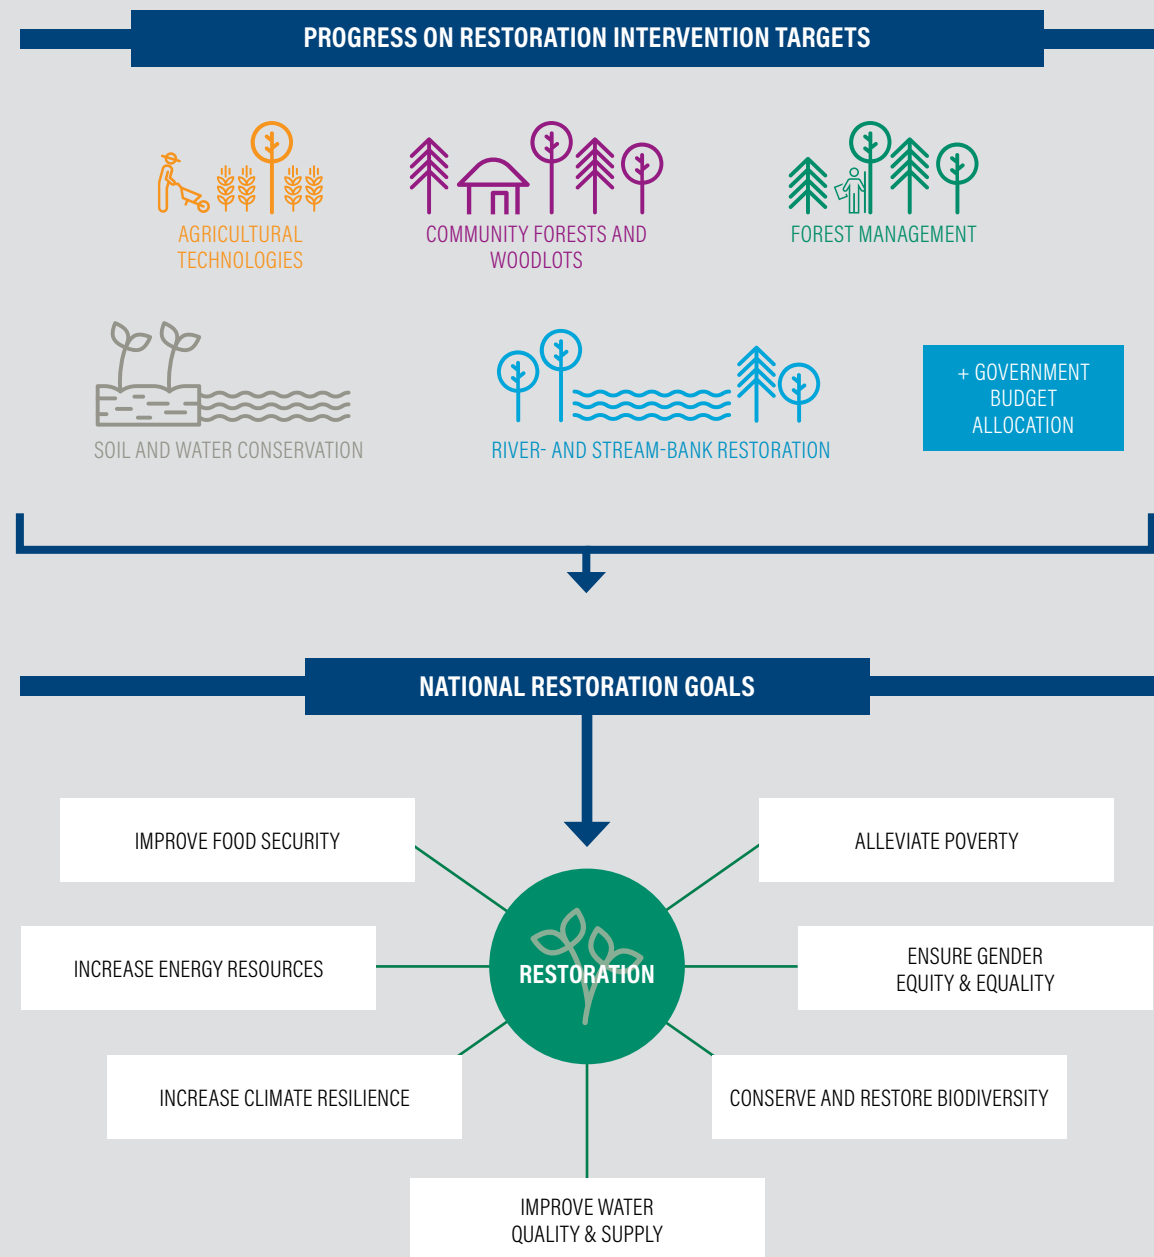 PROGRESS ON RESTORATION INTERVENTION TARGETS
AGRICULTURAL
TECHNOLOGIES
COMMUNITY FORESTS AND
WOODLOTS
FOREST MANAGEMENT
SOIL AND WATER CONSERVATION
RIVER- AND STREAM-BANK RESTORATION
+ GOVERNMENT
BUDGET
ALLOCATION
NATIONAL RESTORATION GOALS
IMPROVE FOOD SECURITY
ALLEVIATE POVERTY
INCREASE ENERGY RESOURCES
RESTORATION
ENSURE GENDER
EQUITY & EQUALITY
INCREASE CLIMATE RESILIENCE
CONSERVE AND RESTORE BIODIVERSITY
IMPROVE WATER
QUALITY & SUPPLY